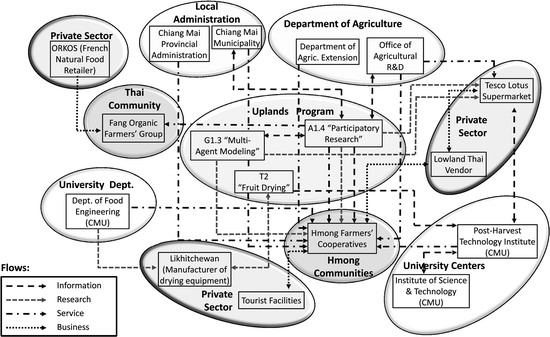 Local
Administration
Department of Agriculture
Private Sector
ORKOS (French
Natural Food
Retailer)
Chiang Mai
Provincial
Administration
Chiang Mai
Municipality
Department of
Agric. Extension
Office of
Agricultural
R&D
Tesco Lotus
Supermarket
Thai
Community
Fang Organic
Farmers' Group
Uplands Program
A1.4 "Participatory
Research"
G1.3 "Multi-
Agent Modeling"
Private
Sector
Lowland Thai
Vendor
T2
"Fruit Drying"
University Dept.
Dept. of Food
Engineering
(CMU)
Hmong Farmers'
Cooperatives
Hmong
Communities
Post-Harvest
Technology Institute
(CMU)
University Centers
Institute of Science
& Technology (CMU)
Likhitchewan
(Manufacturer of
drying equipment)
Private
Sector
Tourist Facilities
Flows:
Information
Research
Service
Business